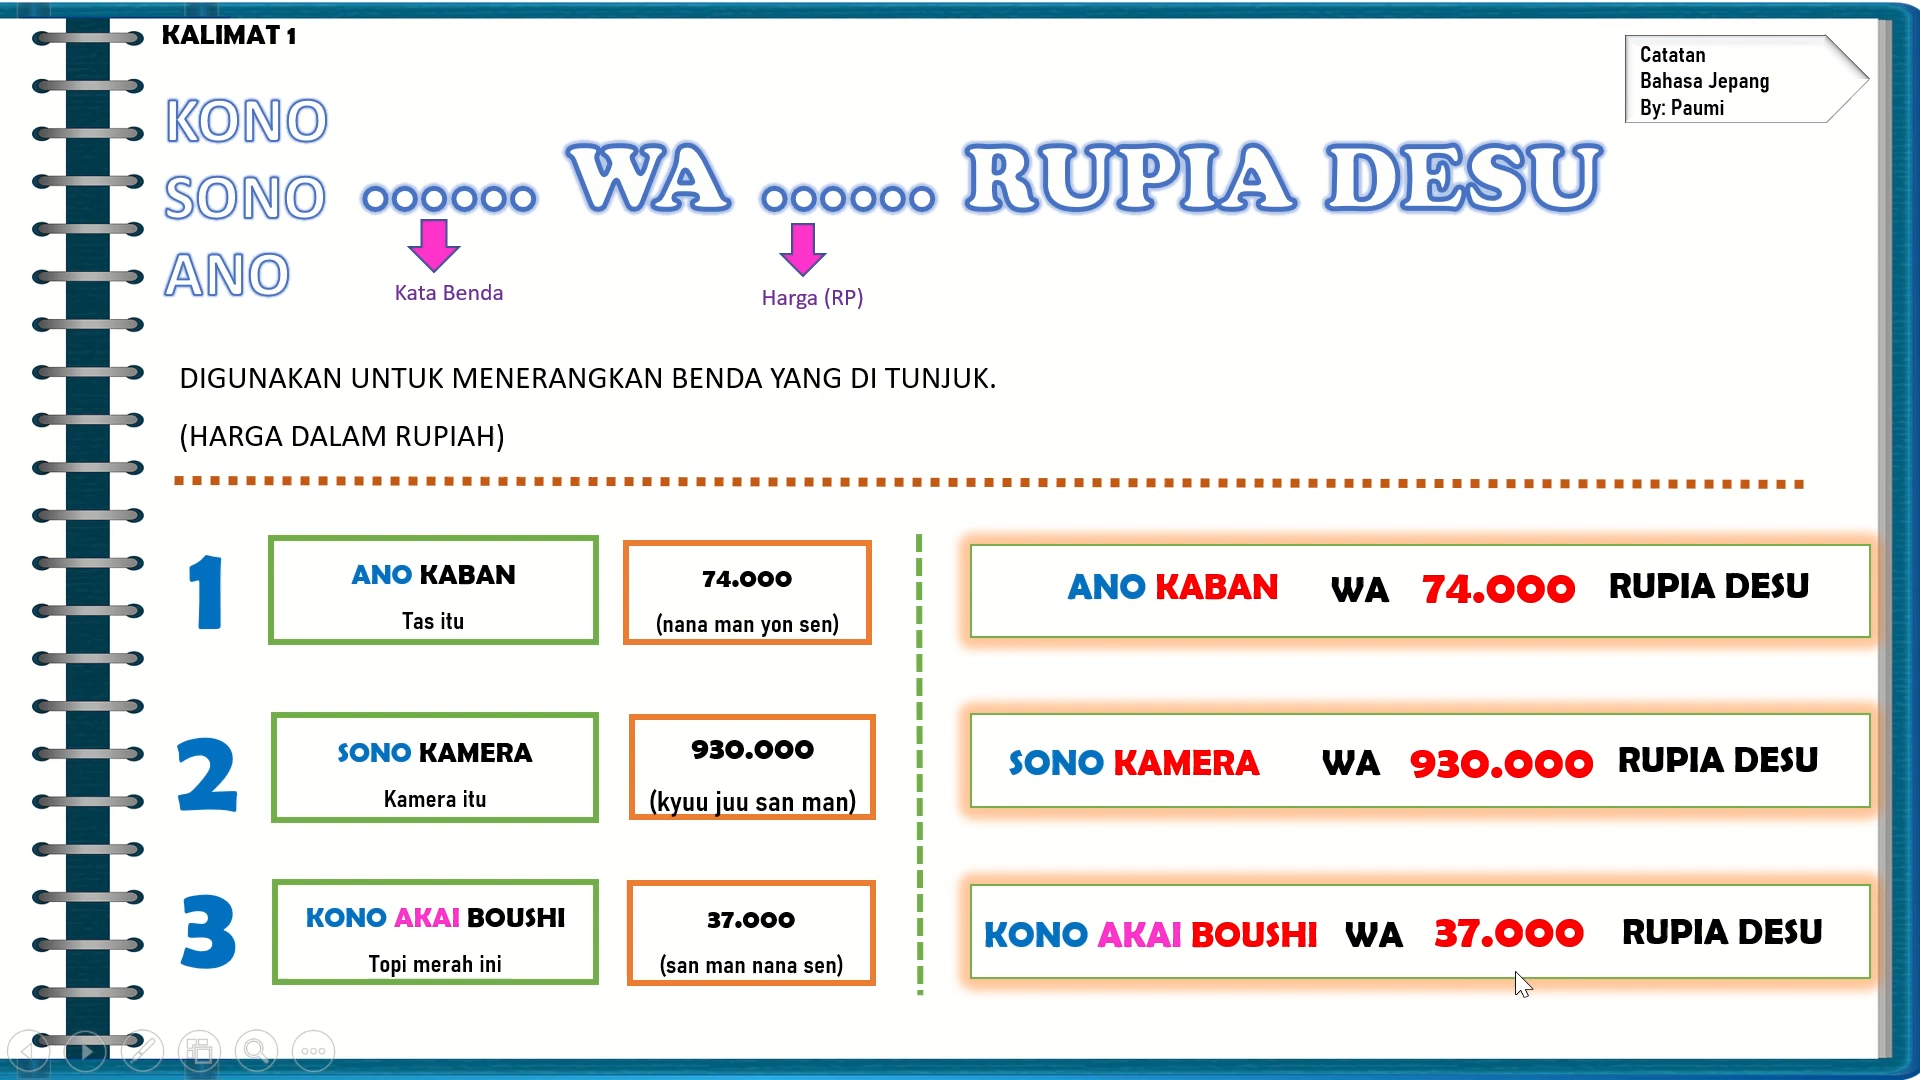 KALIMAT 1
Catatan
Bahasa Jepang
By: Paumi
KONO
SONO
ANO
...... WA ...... RUPIA DESU
Kata Benda
Harga (RP)
DIGUNAKAN UNTUK MENERANGKAN BENDA YANG DI TUNJUK.
(HARGA DALAM RUPIAH)
1
ANO KABAN
Tas itu
74.000
(nana man yon sen)
ANO KABAN WA 74.000 RUPIA DESU
2
SONO KAMERA
Kamera itu
930.000
(kyuu juu san man)
SONO KAMERA WA 930.000 RUPIA DESU
3
KONO AKAI BOUSHI
Topi merah ini
37.000
(san man nana sen)
KONO AKAI BOUSHI WA 37.000 RUPIA DESU